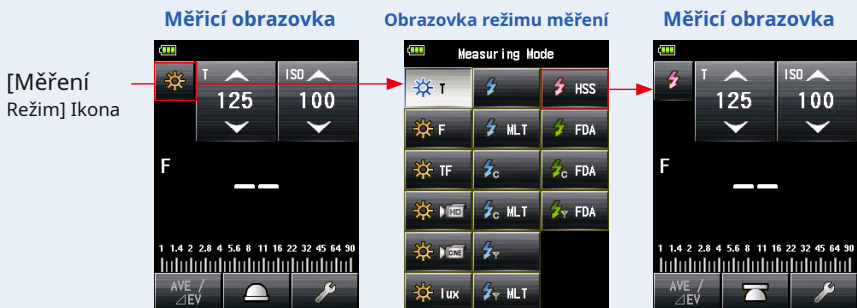 Měřicí obrazovka
Obrazovka režimu měření
Měřicí obrazovka
[Měření
Režim] Ikona
T
125
ISO
100
F
1 1.4 2 2.8 4 5.6 8 11 16 22 32 45 64 90
AVE /
⊿EV
Measuring Mode
T
HSS
F
MLT
FDA
TF
C
C FDA
HD
C MLT
Y FDA
CINE
Y
lux
Y MLT
T
125
ISO
100
F
1 1.4 2 2.8 4 5.6 8 11 16 22 32 45 64 90
AVE /
⊿EV